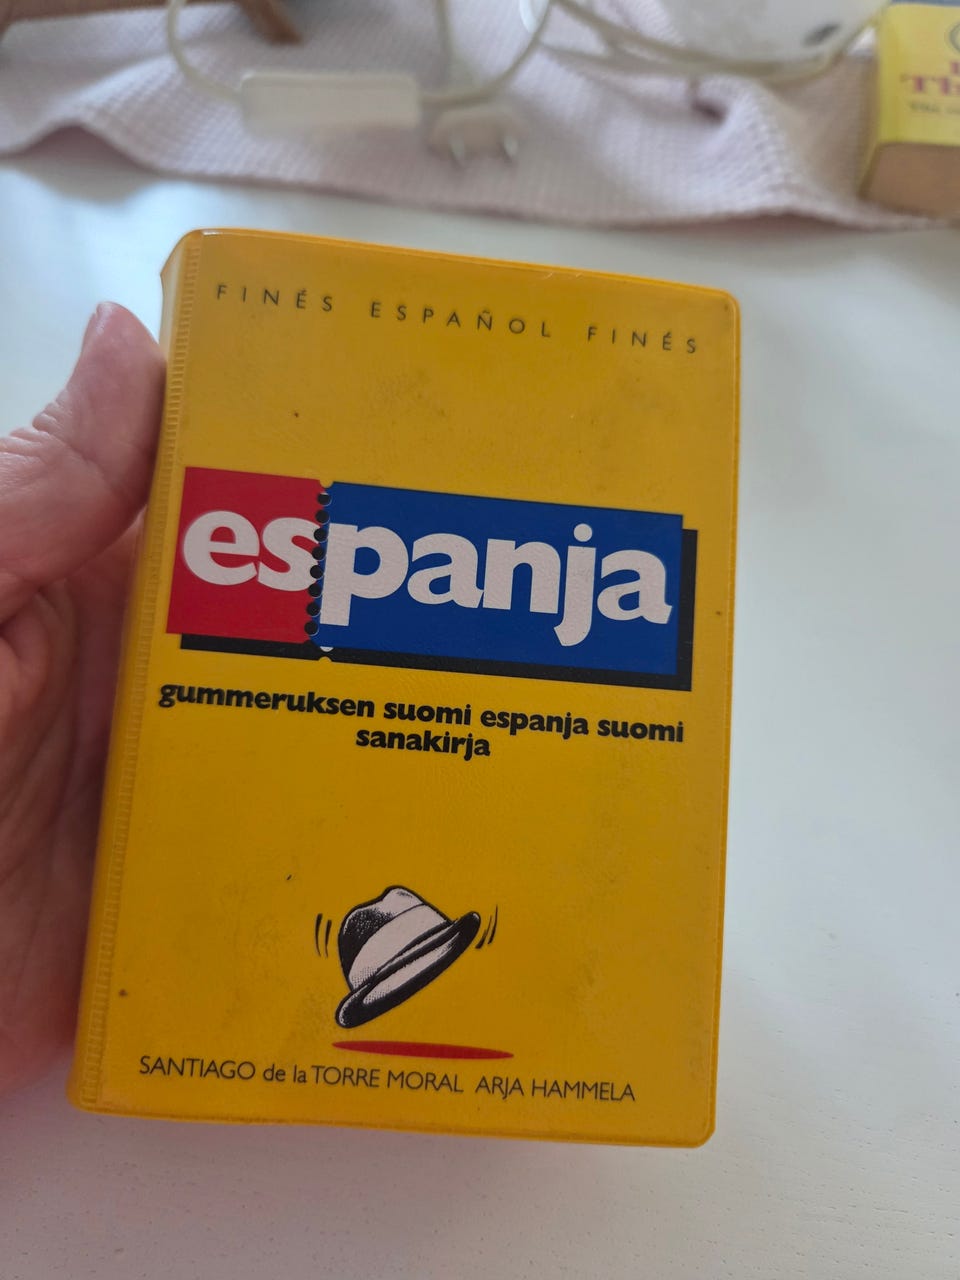 FINÉS ESPAÑOL FINÉS
espanja
gummeruksen suomi espanja suomi
sanakirja
SANTIAGO de la TORRE MORAL ARJA HAMMELA